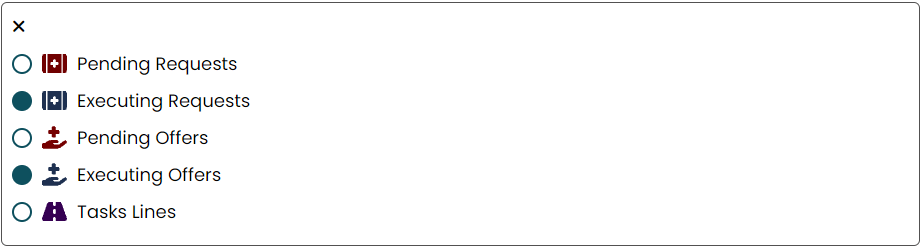 Pending Requests
Executing Requests
Pending Offers
Executing Offers
Tasks Lines